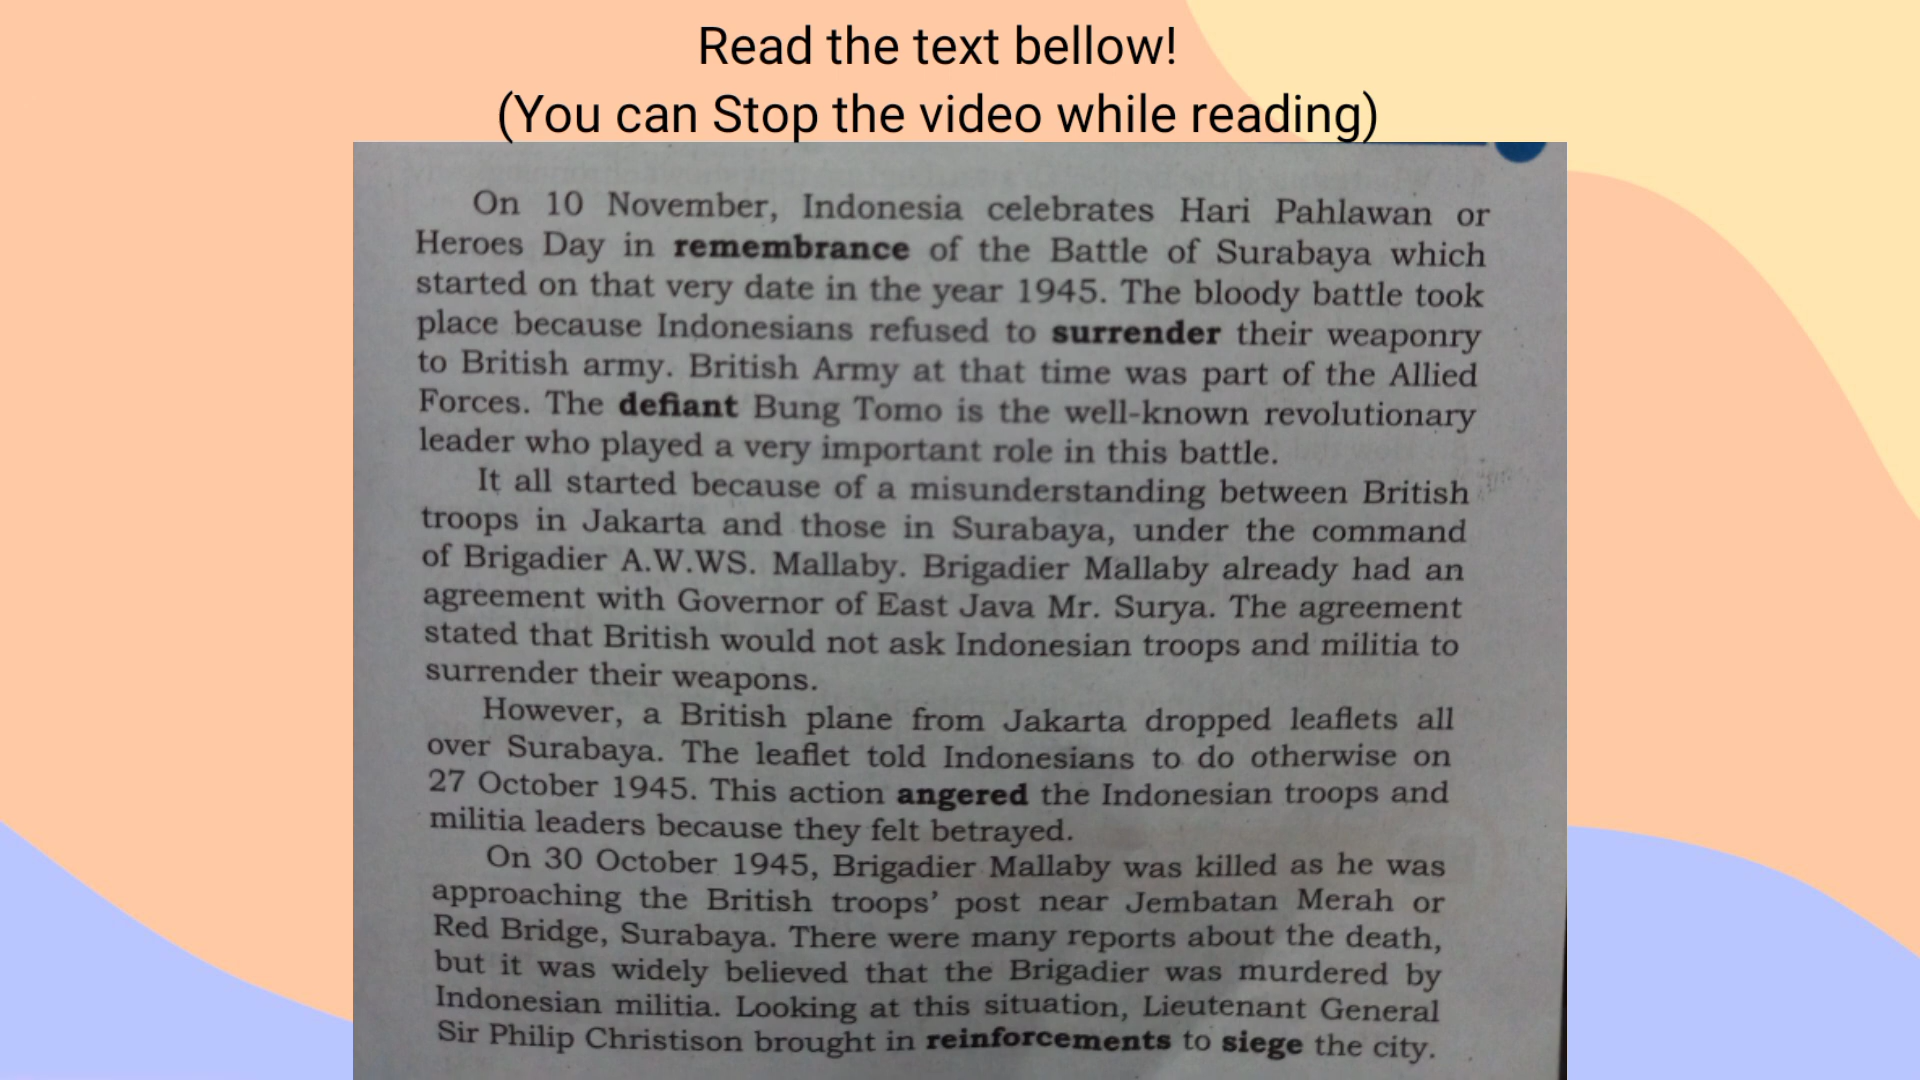 Read the text bellow!
(You can Stop the video while reading)
On 10 November, Indonesia celebrates Hari Pahlawan or
Heroes Day in remembrance of the Battle of Surabaya which
started on that very date in the year 1945. The bloody battle took
place because Indonesians refused to surrender their weaponry
to British army. British Army at that time was part of the Allied
Forces. The defiant Bung Tomo is the well-known revolutionary
leader who played a very important role in this battle.
It all started because of a misunderstanding between British
troops in Jakarta and those in Surabaya, under the command
of Brigadier A.W.WS. Mallaby. Brigadier Mallaby already had an
agreement with Governor of East Java Mr. Surya. The agreement
stated that British would not ask Indonesian troops and militia to
surrender their weapons.
However, a British plane from Jakarta dropped leaflets all
over Surabaya. The leaflet told Indonesians to do otherwise on
27 October 1945. This action angered the Indonesian troops and
militia leaders because they felt betrayed.
On 30 October 1945, Brigadier Mallaby was killed as he was
approaching the British troops' post near Jembatan Merah or
Red Bridge, Surabaya. There were many reports about the death,
but it was widely believed that the Brigadier was murdered by
Indonesian militia. Looking at this situation, Lieutenant General
Sir Philip Christison brought in reinforcements to siege the city.